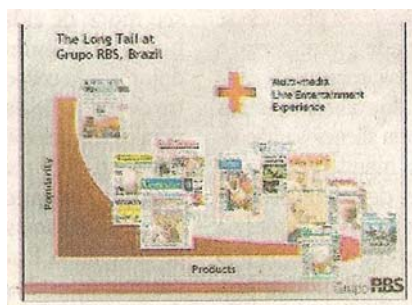 The Long Tail at
Grupo RBS, Brazil
Multi-media
Live Entertainment
Experience
Popularity
Products
Grupo RBS